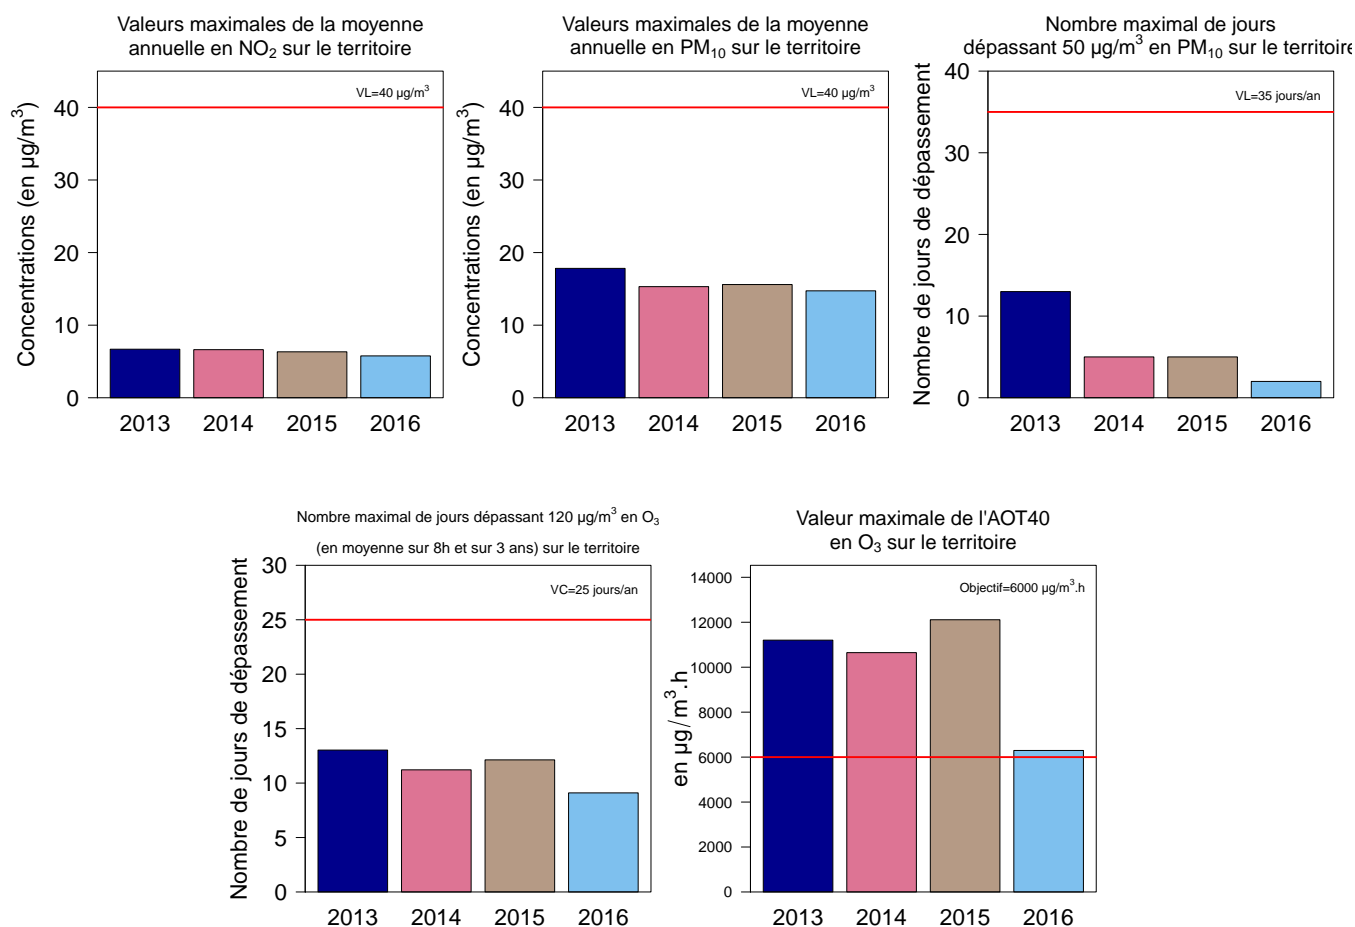 Valeurs maximales de la moyenne
annuelle en NO₂ sur le territoire
VL=40 µg/m³
Concentrations (en µg/m³)
40
30
20
10
0
2013 2014 2015 2016
Valeurs maximales de la moyenne
annuelle en PM₁₀ sur le territoire
VL=40 µg/m³
Concentrations (en µg/m³)
40
30
20
10
0
2013 2014 2015 2016
Nombre maximal de jours
dépassant 50 µg/m³ en PM₁₀ sur le territoire
VL=35 jours/an
Nombre de jours de dépassement
40
30
20
10
0
2013 2014 2015 2016
Nombre maximal de jours dépassant 120 µg/m³ en O₃
(en moyenne sur 8h et sur 3 ans) sur le territoire
VC=25 jours/an
Nombre de jours de dépassement
30
25
20
15
10
5
0
2013 2014 2015 2016
Valeur maximale de l'AOT40
en O₃ sur le territoire
Objectif=6000 µg/m³.h
en µg/m³.h
14000
12000
10000
8000
6000
4000
2000
0
2013 2014 2015 2016